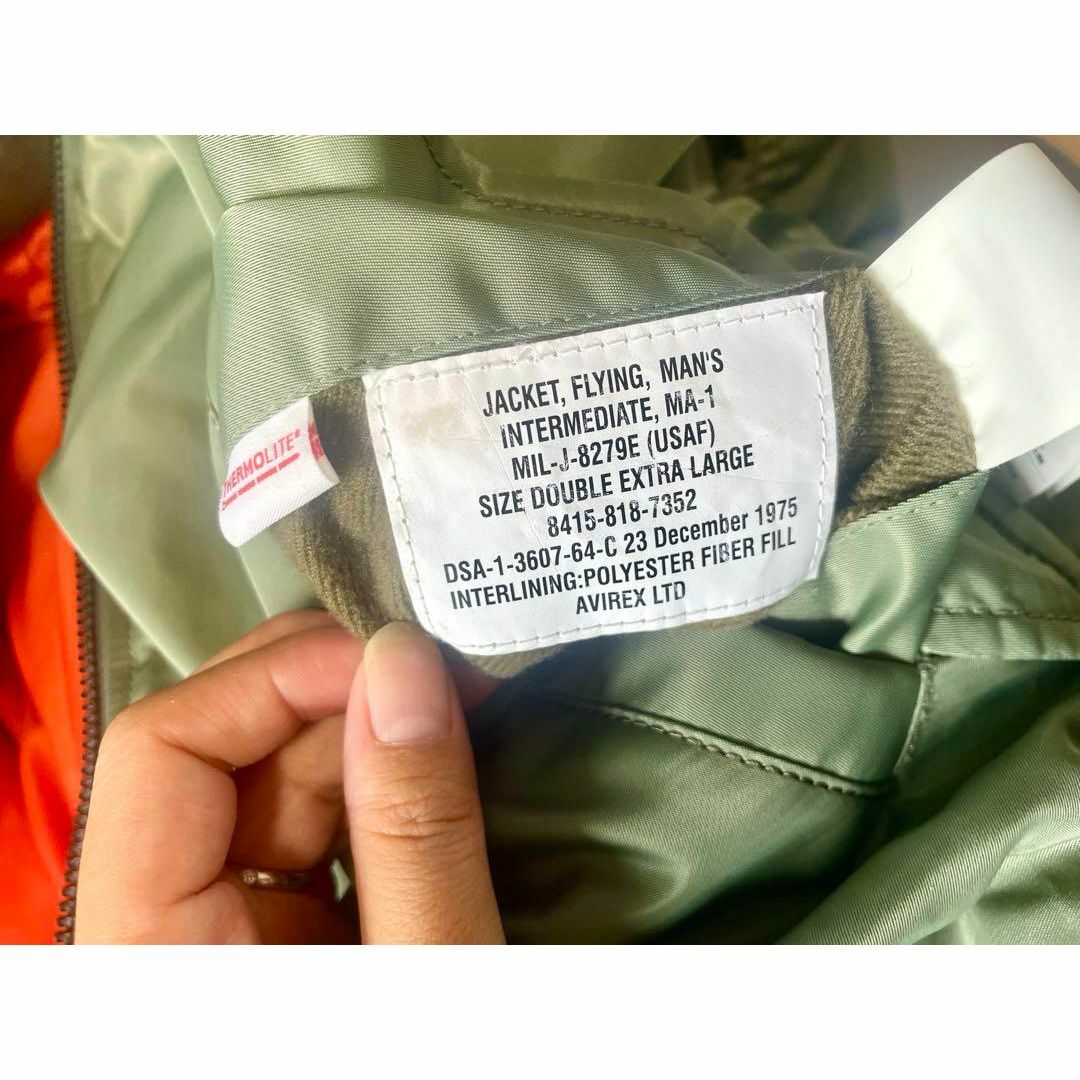 JACKET, FLYING, MAN'S
INTERMEDIATE, MA-1
MIL-J-8279E (USAF)
SIZE DOUBLE EXTRA LARGE
8415-818-7352
DSA-1-3607-64-C 23 December 1975
INTERLINING:POLYESTER FIBER FILL
AVIREX LTD
THERMOLITE®